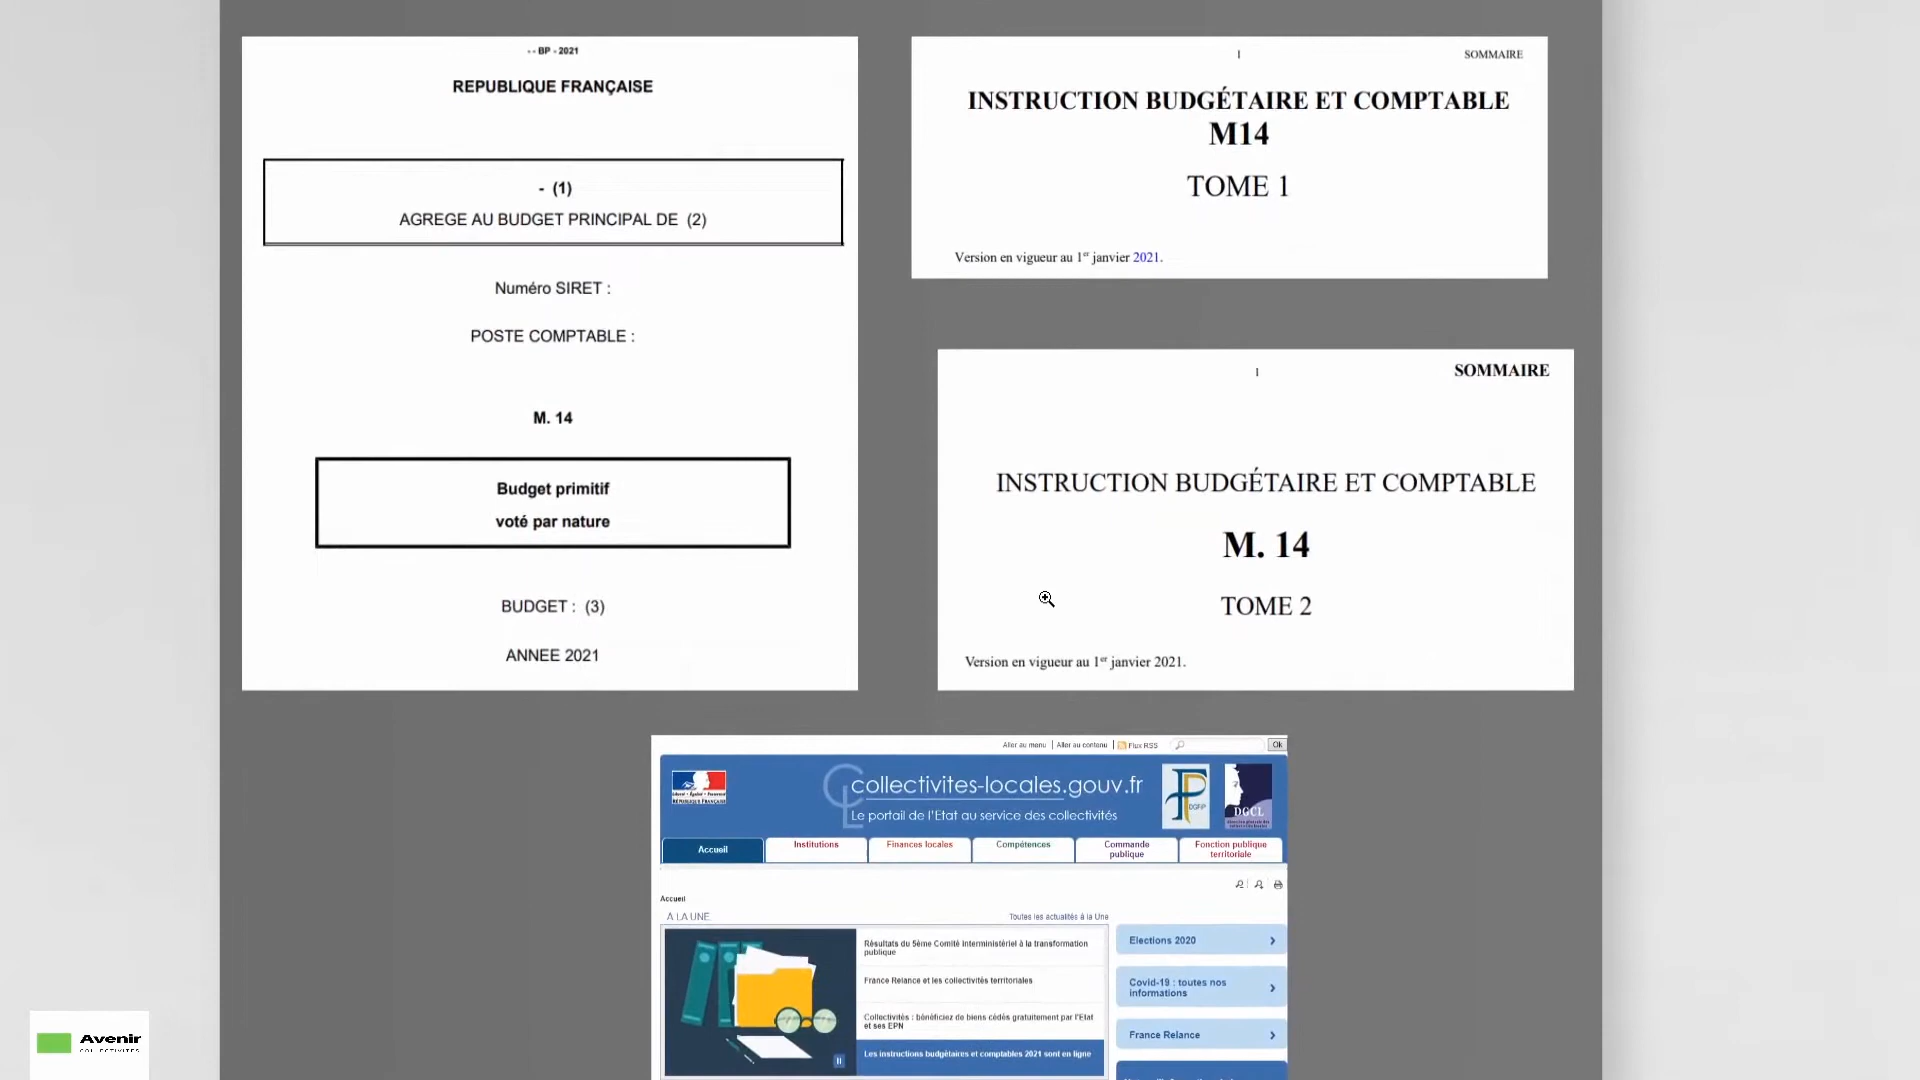 - - BP - 2021
REPUBLIQUE FRANÇAISE
- (1)
AGREGE AU BUDGET PRINCIPAL DE (2)
Numéro SIRET :
POSTE COMPTABLE :
M. 14
Budget primitif
voté par nature
BUDGET : (3)
ANNEE 2021
I
SOMMAIRE
INSTRUCTION BUDGÉTAIRE ET COMPTABLE
M14
TOME 1
Version en vigueur au 1er janvier 2021.
I
SOMMAIRE
INSTRUCTION BUDGÉTAIRE ET COMPTABLE
M. 14
TOME 2
Version en vigueur au 1er janvier 2021.
Aller au menu | Aller au contenu | Flux RSS
Ok
RÉPUBLIQUE FRANÇAISE
collectivites-locales.gouv.fr
Le portail de l'Etat au service des collectivités
DGFiP
DGCL
Accueil
Institutions
Finances locales
Compétences
Commande
publique
Fonction publique
territoriale
Accueil
A LA UNE
Toutes les actualités à la Une
Résultats du 5ème Comité interministériel à la transformation
publique
France Relance et les collectivités territoriales
Collectivités : bénéficiez de biens cédés gratuitement par l'Etat
et ses EPN
Les instructions budgétaires et comptables 2021 sont en ligne
Elections 2020
Covid-19 : toutes nos
informations
France Relance
Avenir
COLLECTIVITES